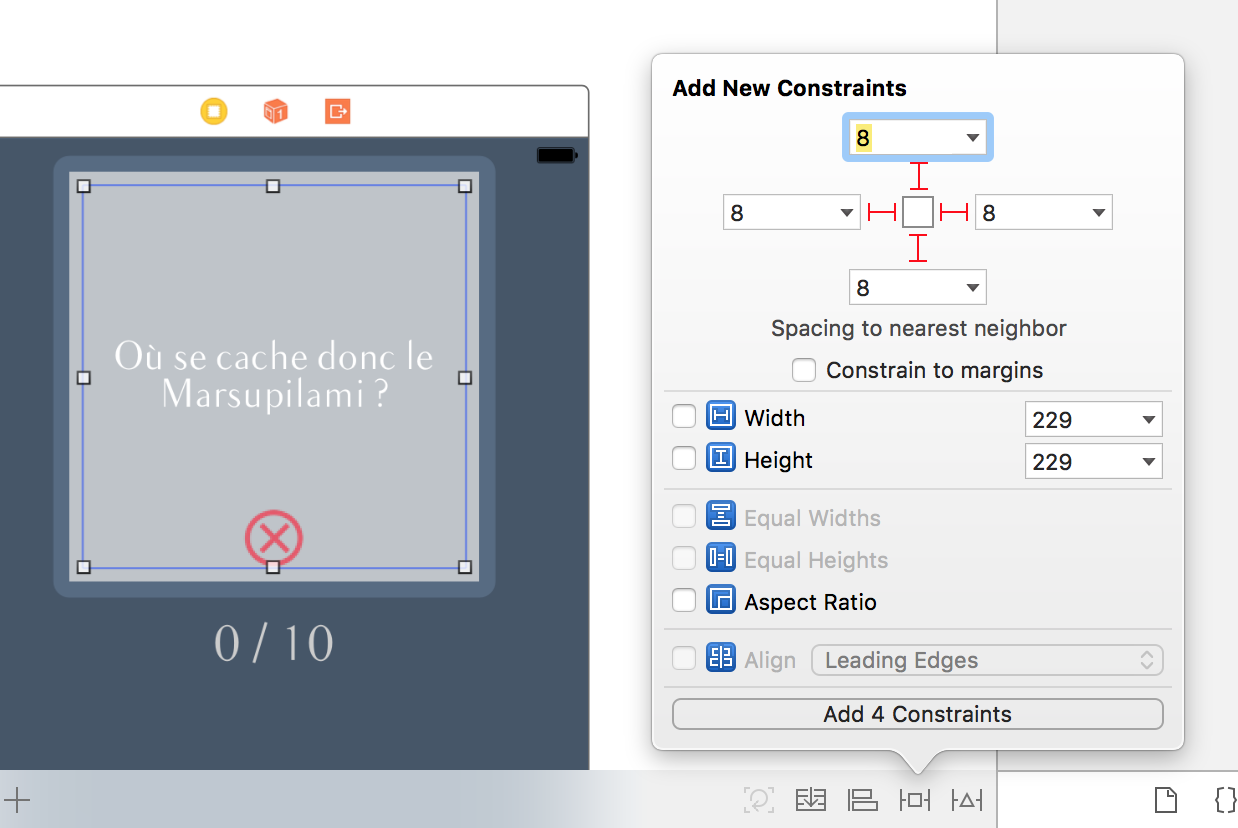 Add New Constraints
8
8
8
8
Spacing to nearest neighbor
Constrain to margins
Width
229
Height
229
Equal Widths
Equal Heights
Aspect Ratio
Align
Leading Edges
Add 4 Constraints
1
Où se cache donc le
Marsupilami ?
0 / 10